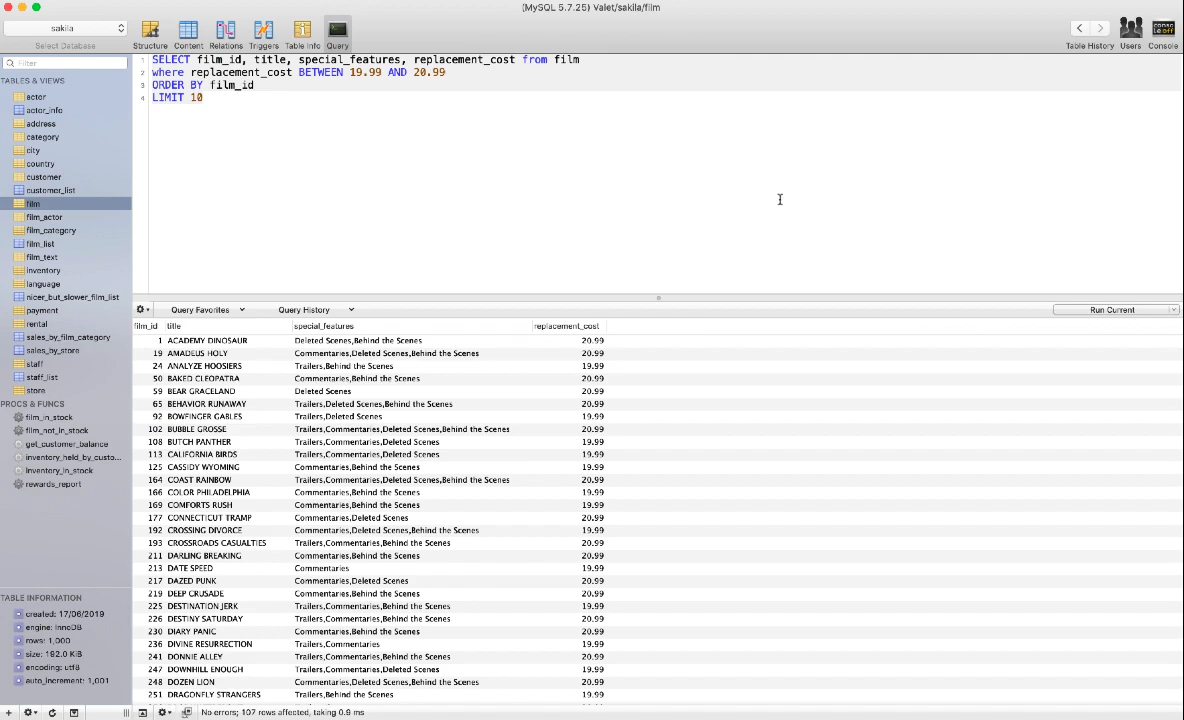 (MySQL 5.7.25) Valet/sakila/film
sakila
Select Database
Structure Content Relations Triggers Table Info Query
Table History Users Console
conso
le off
Filter
TABLES & VIEWS
actor
actor_info
address
category
city
country
customer
customer_list
film
film_actor
film_category
film_list
film_text
inventory
language
nicer_but_slower_film_list
payment
rental
sales_by_film_category
sales_by_store
staff
staff_list
store
PROCS & FUNCS
film_in_stock
film_not_in_stock
get_customer_balance
inventory_held_by_custo...
inventory_in_stock
rewards_report
TABLE INFORMATION
created: 17/06/2019
engine: InnoDB
rows: 1,000
size: 192.0 KiB
encoding: utf8
auto_increment: 1,001
1 SELECT film_id, title, special_features, replacement_cost from film
2 where replacement_cost BETWEEN 19.99 AND 20.99
3 ORDER BY film_id
4 LIMIT 10
Query Favorites Query History Run Current
film_id title special_features replacement_cost
1 ACADEMY DINOSAUR Deleted Scenes,Behind the Scenes 20.99
19 AMADEUS HOLY Commentaries,Deleted Scenes,Behind the Scenes 20.99
24 ANALYZE HOOSIERS Trailers,Behind the Scenes 19.99
50 BAKED CLEOPATRA Commentaries,Behind the Scenes 20.99
59 BEAR GRACELAND Deleted Scenes 20.99
65 BEHAVIOR RUNAWAY Trailers,Deleted Scenes,Behind the Scenes 20.99
92 BOWFINGER GABLES Trailers,Deleted Scenes 19.99
102 BUBBLE GROSSE Trailers,Commentaries,Deleted Scenes,Behind the Scenes 20.99
108 BUTCH PANTHER Trailers,Commentaries,Deleted Scenes 19.99
113 CALIFORNIA BIRDS Trailers,Commentaries,Deleted Scenes 19.99
125 CASSIDY WYOMING Commentaries,Behind the Scenes 19.99
164 COAST RAINBOW Trailers,Commentaries,Deleted Scenes,Behind the Scenes 20.99
166 COLOR PHILADELPHIA Commentaries,Behind the Scenes 19.99
169 COMFORTS RUSH Commentaries,Behind the Scenes 19.99
177 CONNECTICUT TRAMP Commentaries,Deleted Scenes 20.99
192 CROSSING DIVORCE Commentaries,Deleted Scenes,Behind the Scenes 19.99
193 CROSSROADS CASUALTIES Trailers,Commentaries,Behind the Scenes 20.99
211 DARLING BREAKING Commentaries,Behind the Scenes 20.99
213 DATE SPEED Commentaries 19.99
217 DAZED PUNK Commentaries,Deleted Scenes 20.99
219 DEEP CRUSADE Commentaries,Behind the Scenes 20.99
225 DESTINATION JERK Trailers,Commentaries,Behind the Scenes 19.99
226 DESTINY SATURDAY Trailers,Commentaries,Behind the Scenes 20.99
230 DIARY PANIC Commentaries,Behind the Scenes 20.99
236 DIVINE RESURRECTION Trailers,Commentaries 19.99
241 DONNIE ALLEY Trailers,Commentaries,Behind the Scenes 20.99
247 DOWNHILL ENOUGH Trailers,Commentaries,Deleted Scenes 19.99
248 DOZEN LION Commentaries,Deleted Scenes,Behind the Scenes 20.99
251 DRAGONFLY STRANGERS Trailers,Behind the Scenes 19.99
No errors; 107 rows affected, taking 0.9 ms